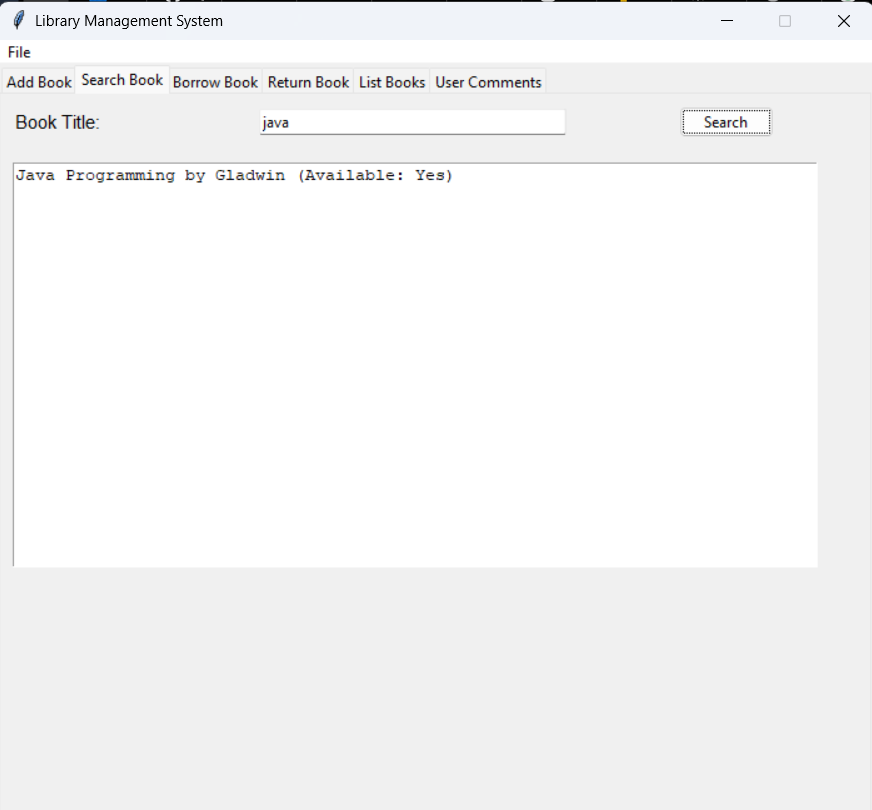 Library Management System
File
Add Book Search Book Borrow Book Return Book List Books User Comments
Book Title: java Search
Java Programming by Gladwin (Available: Yes)